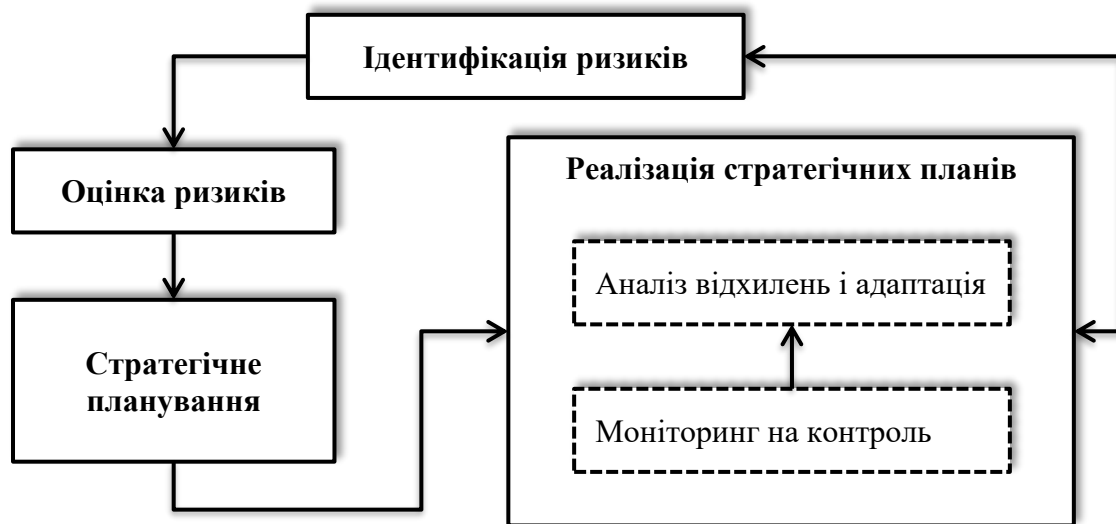 Ідентифікація ризиків
Оцінка ризиків
Стратегічне
планування
Реалізація стратегічних планів
Аналіз відхилень і адаптація
Моніторинг на контроль